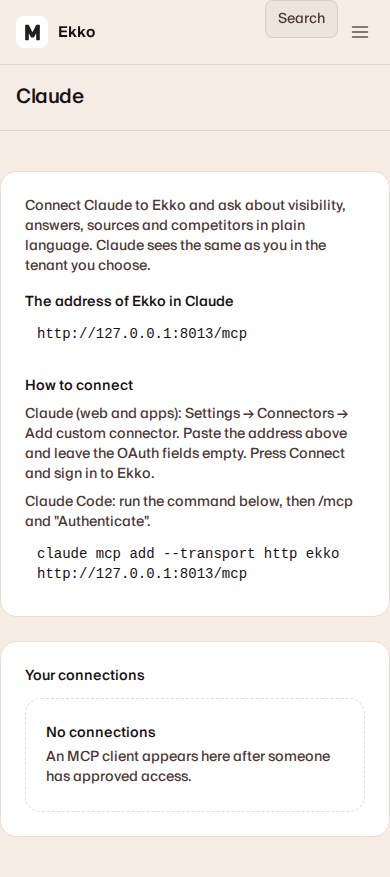 Ekko
Search
Claude
Connect Claude to Ekko and ask about visibility,
answers, sources and competitors in plain
language. Claude sees the same as you in the
tenant you choose.
The address of Ekko in Claude
http://127.0.0.1:8013/mcp
How to connect
Claude (web and apps): Settings → Connectors →
Add custom connector. Paste the address above
and leave the OAuth fields empty. Press Connect
and sign in to Ekko.
Claude Code: run the command below, then /mcp
and "Authenticate".
claude mcp add --transport http ekko
http://127.0.0.1:8013/mcp
Your connections
No connections
An MCP client appears here after someone
has approved access.